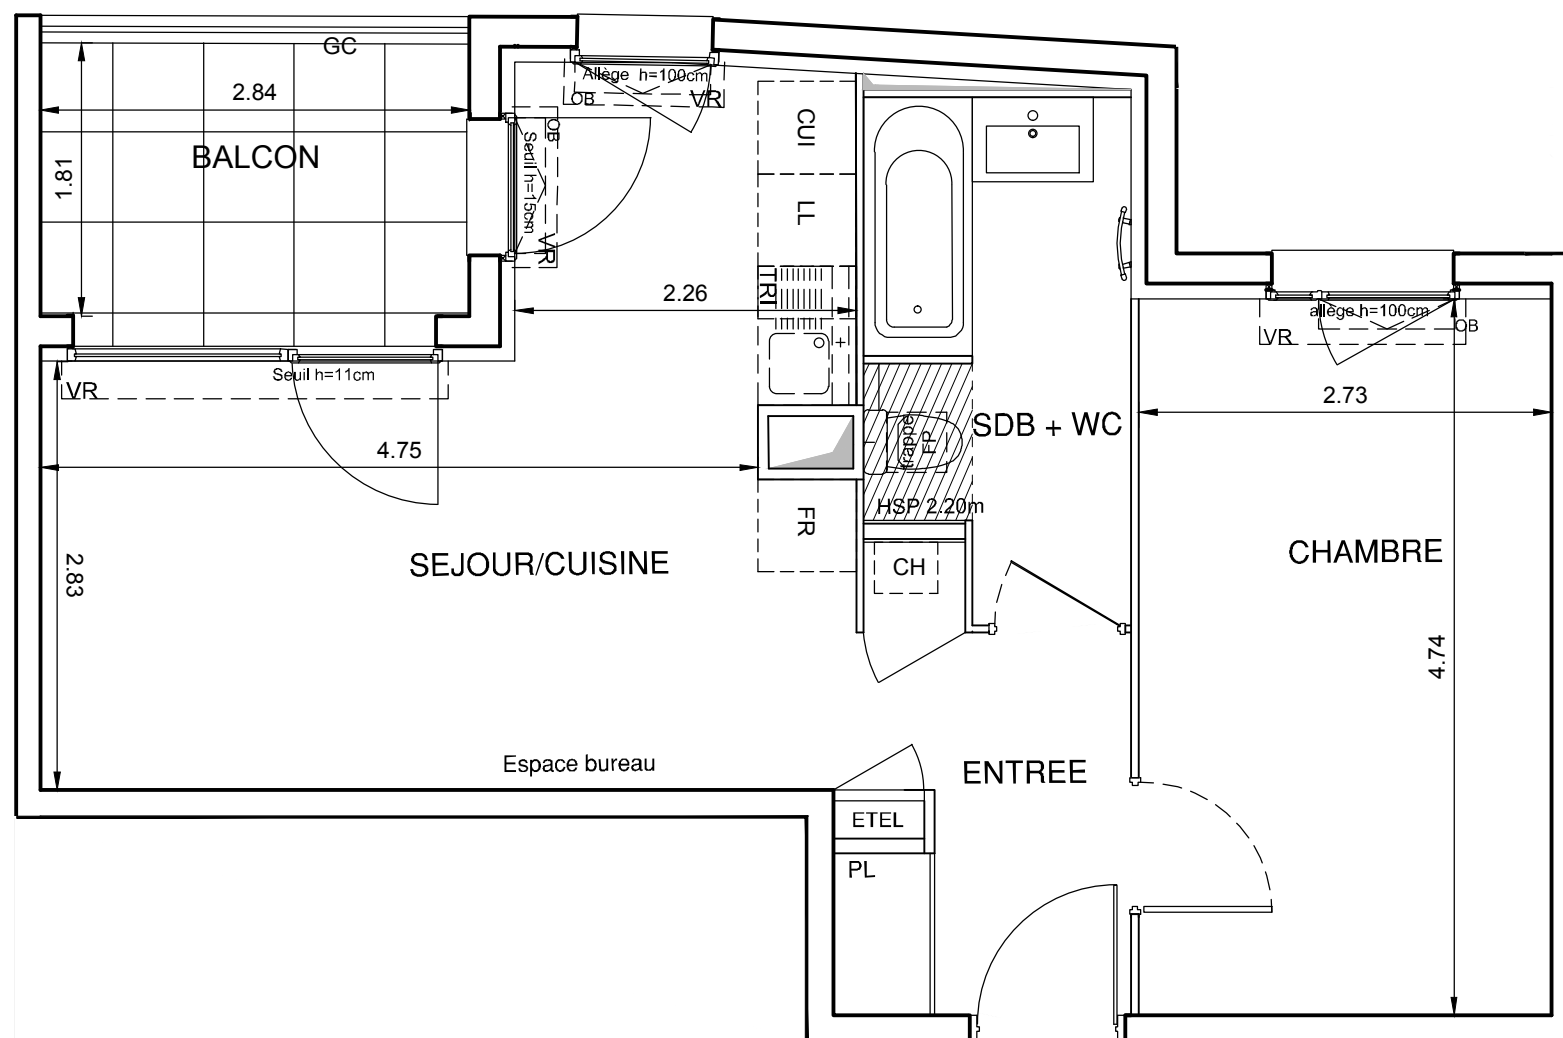 GC
2.84
BALCON
1.81
Allège h=100cm
OB
VR
OB
Seuil h=15cm
VR
CUI
LL
TRI
2.26
allège h=100cm
OB
VR
Seuil h=11cm
VR
2.73
4.75
SDB + WC
trappe
FP
HSP 2.20m
FR
CH
2.83
SEJOUR/CUISINE
CHAMBRE
4.74
Espace bureau
ENTREE
ETEL
PL